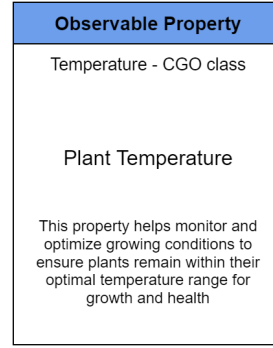 Observable Property
Temperature - CGO class
Plant Temperature
This property helps monitor and
optimize growing conditions to
ensure plants remain within their
optimal temperature range for
growth and health